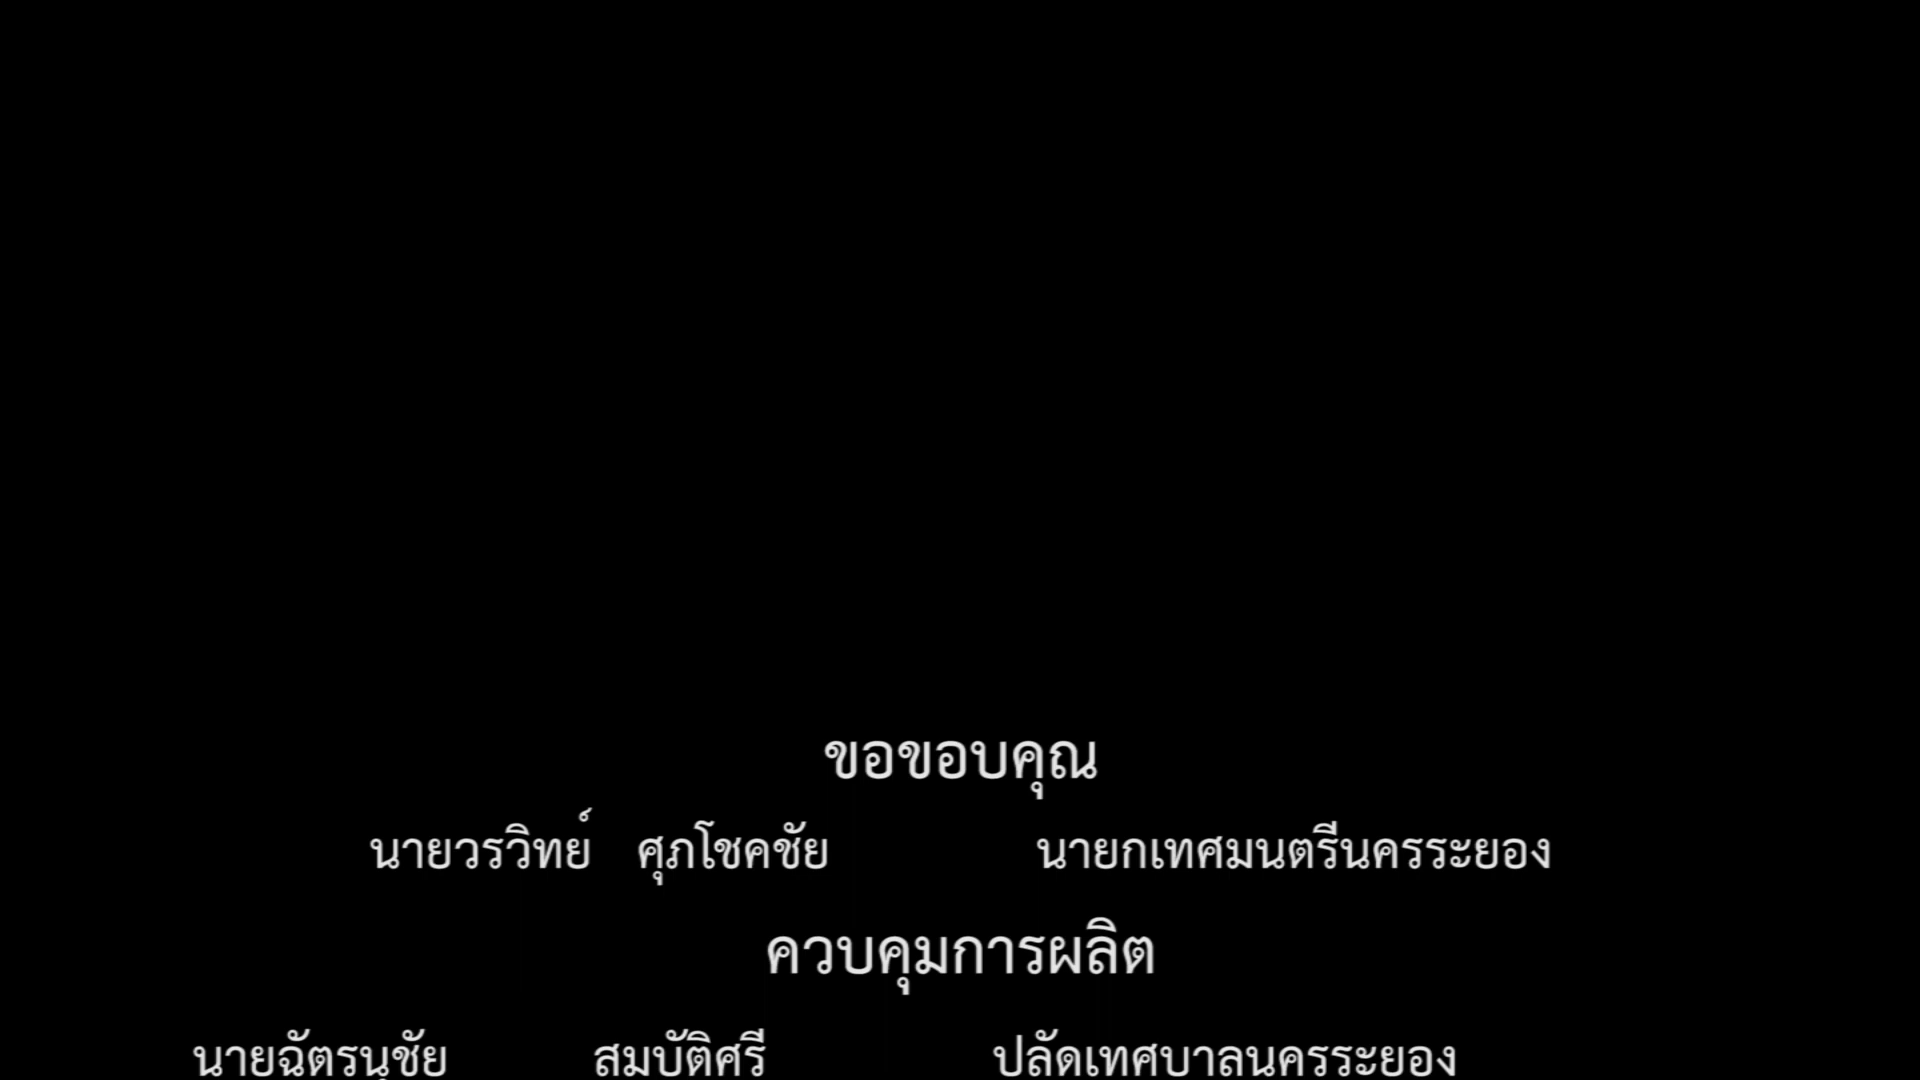 ขอขอบคุณ
นายวรวิทย์ ศุภโชคชัย นายกเทศมนตรีนครระยอง
ควบคุมการผลิต
นายฉัตรนุชัย สมบัติศรี ปลัดเทศบาลนครระยอง